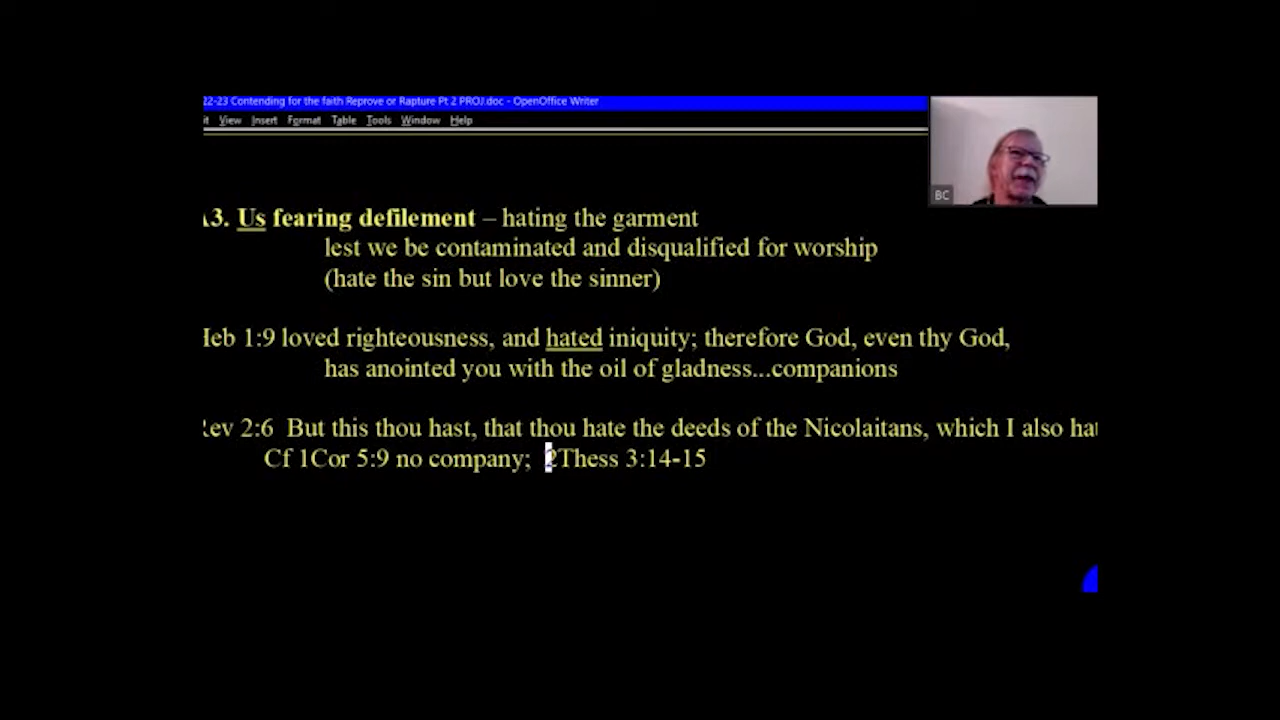 22-23 Contending for the faith Reprove or Rapture Pt 2 PROJ.doc - OpenOffice Writer
it View Insert Format Table Tools Window Help
BC
A3. Us fearing defilement – hating the garment
lest we be contaminated and disqualified for worship
(hate the sin but love the sinner)
Heb 1:9 loved righteousness, and hated iniquity; therefore God, even thy God,
has anointed you with the oil of gladness...companions
Rev 2:6 But this thou hast, that thou hate the deeds of the Nicolaitans, which I also hat
Cf 1Cor 5:9 no company; 2Thess 3:14-15